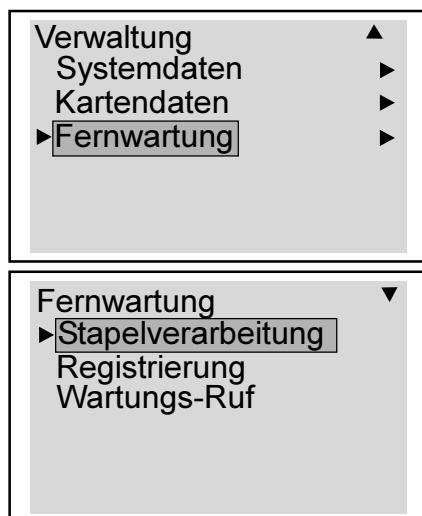 Verwaltung
Systemdaten
Kartendaten
Fernwartung
Fernwartung
Stapelverarbeitung
Registrierung
Wartungs-Ruf